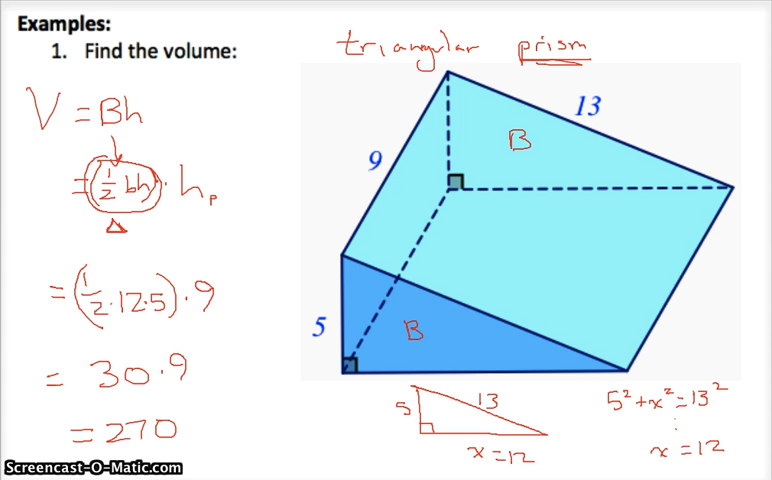 Examples:
1. Find the volume:
triangular prism
V = Bh
= (1/2 bh) · hₚ
Δ
= (1/2 · 12 · 5) · 9
= 30 · 9
= 270
13
9
B
5
B
5
13
x = 12
5² + x² = 13²
:
x = 12
Screencast-O-Matic.com